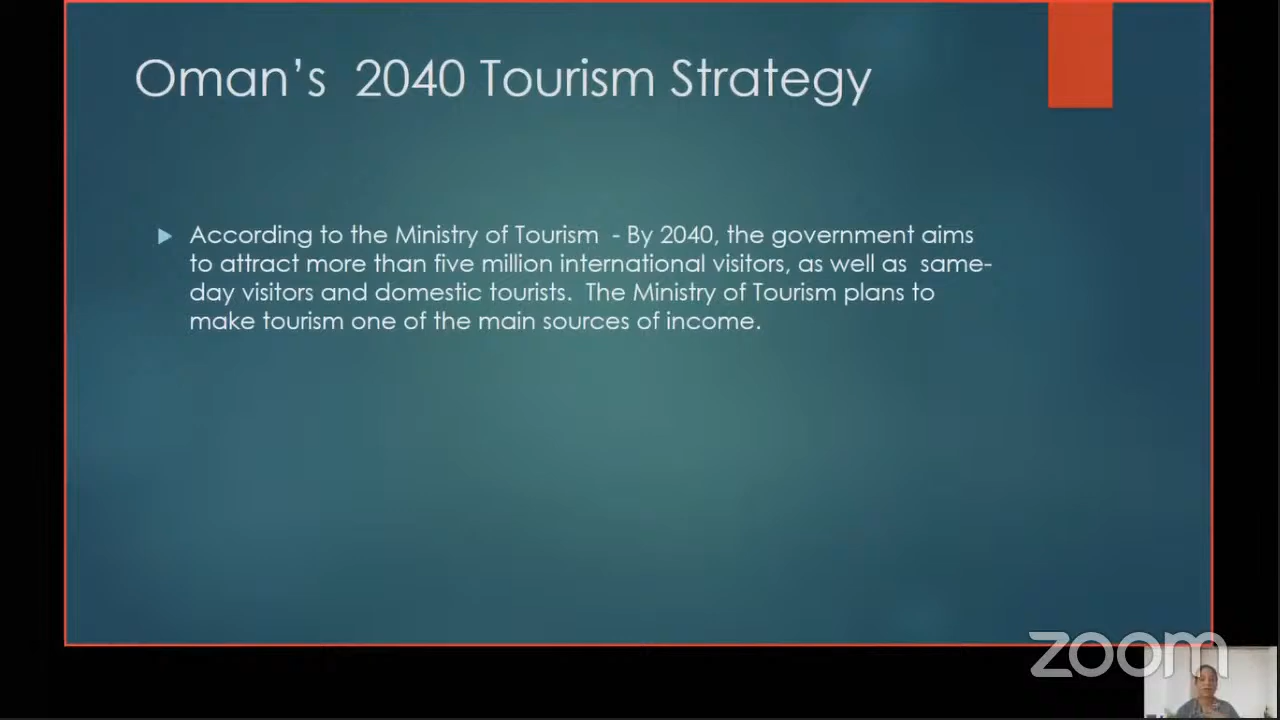 Oman's  2040 Tourism Strategy
According to the Ministry of Tourism  - By 2040, the government aims
to attract more than five million international visitors, as well as  same-
day visitors and domestic tourists.  The Ministry of Tourism plans to
make tourism one of the main sources of income.
zoom